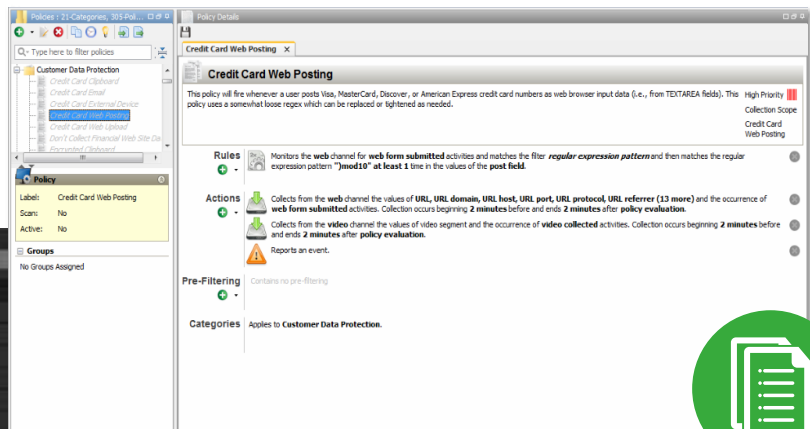 Policies : 21-Categories, 305-Pol...
Type here to filter policies
Customer Data Protection
Credit Card Clipboard
Credit Card Email
Credit Card External Device
Credit Card Web Posting
Credit Card Web Upload
Don't Collect Financial Web Site Da
Encrypted Clipboard
Policy
Label: Credit Card Web Posting
Scan: No
Active: No
Groups
No Groups Assigned
Policy Details
Credit Card Web Posting
Credit Card Web Posting
This policy will fire whenever a user posts Visa, MasterCard, Discover, or American Express credit card numbers as web browser input data (i.e., from TEXTAREA fields). This
policy uses a somewhat loose regex which can be replaced or tightened as needed.
High Priority
Collection Scope
Credit Card
Web Posting
Rules
Monitors the web channel for web form submitted activities and matches the filter regular expression pattern and then matches the regular
expression pattern ")mod10" at least 1 time in the values of the post field.
Actions
Collects from the web channel the values of URL, URL domain, URL host, URL port, URL protocol, URL referrer (13 more) and the occurrence of
web form submitted activities. Collection occurs beginning 2 minutes before and ends 2 minutes after policy evaluation.
Collects from the video channel the values of video segment and the occurrence of video collected activities. Collection occurs beginning 2 minutes before
and ends 2 minutes after policy evaluation.
Reports an event.
Pre-Filtering
Contains no pre-filtering
Categories
Applies to Customer Data Protection.